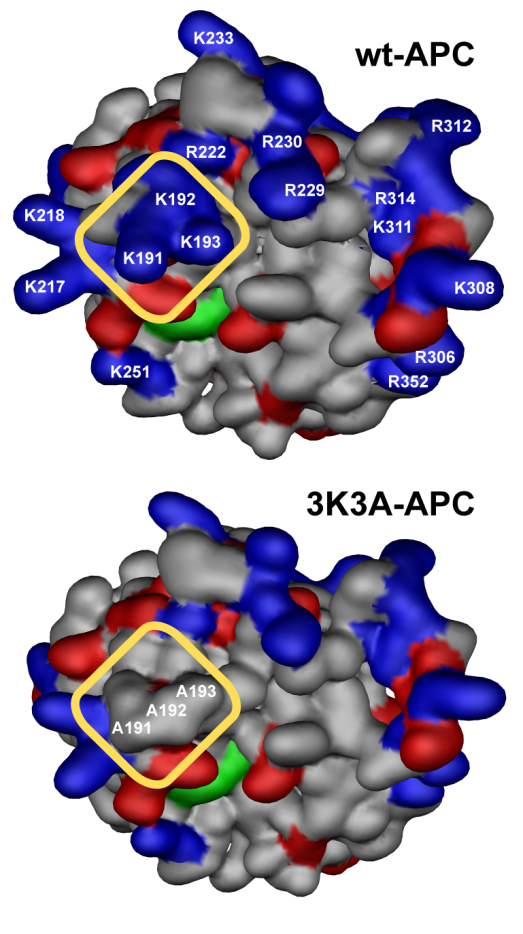 K233
wt-APC
R312
R230
R222
R229
K192
R314
K218
K311
K193
K191
K217
K308
R306
K251
R352
3K3A-APC
A193
A192
A191